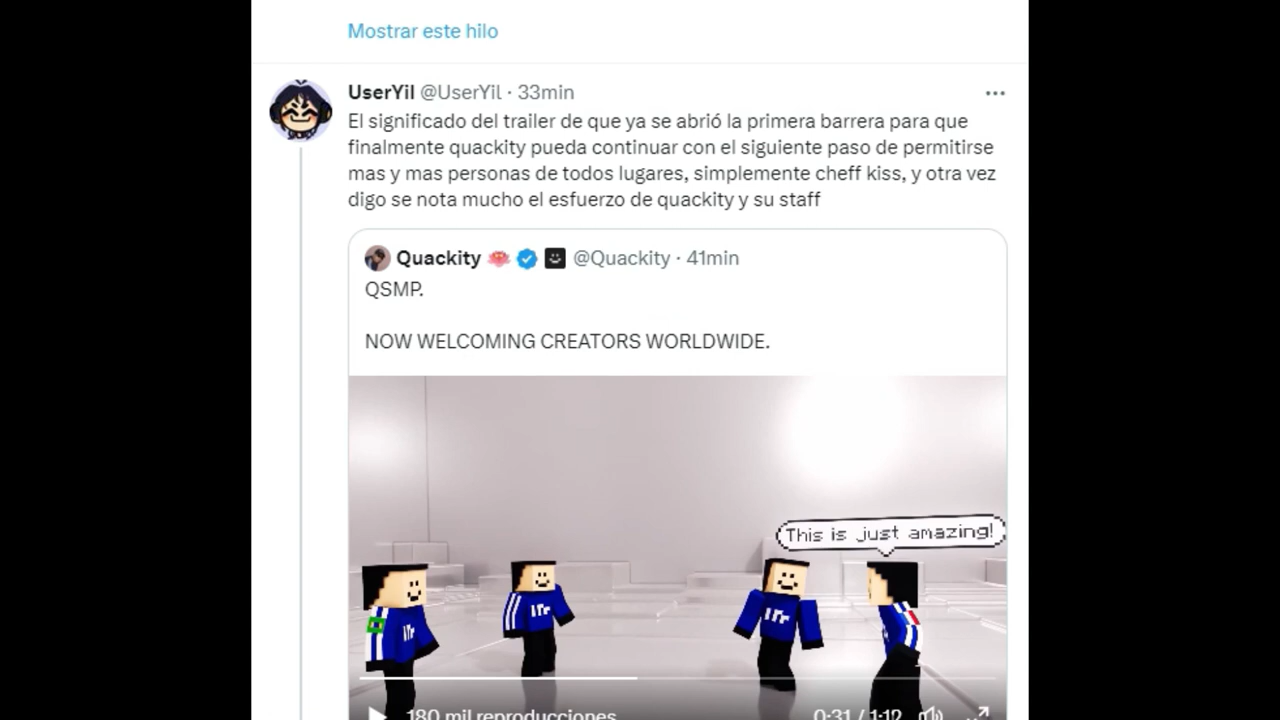 Mostrar este hilo
UserYil @UserYil · 33min
El significado del trailer de que ya se abrió la primera barrera para que
finalmente quackity pueda continuar con el siguiente paso de permitirse
mas y mas personas de todos lugares, simplemente cheff kiss, y otra vez
digo se nota mucho el esfuerzo de quackity y su staff
Quackity @Quackity · 41min
QSMP.
NOW WELCOMING CREATORS WORLDWIDE.
This is just amazing!
180 mil reproducciones
0:31 / 1:12